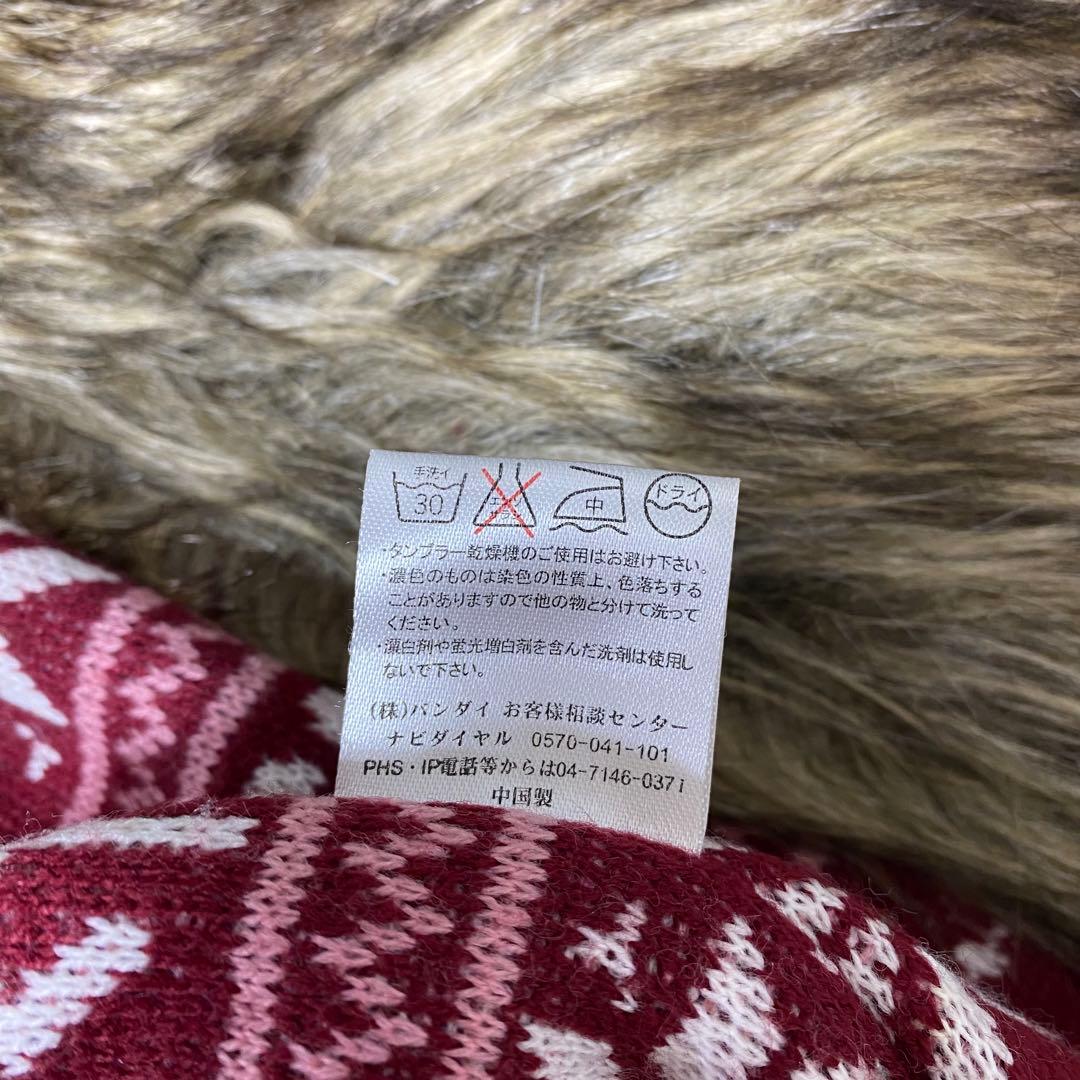 手洗イ 30 エンソ サラシ 中 ドライ
・タンブラー乾燥機のご使用はお避け下さい。
・濃色のものは染色の性質上、色落ちする
ことがありますので他の物と分けて洗って
ください。
・漂白剤や蛍光増白剤を含んだ洗剤は使用し
ないで下さい。
(株)バンダイ お客様相談センター
ナビダイヤル 0570-041-101
PHS・IP電話等からは04-7146-0371
中国製